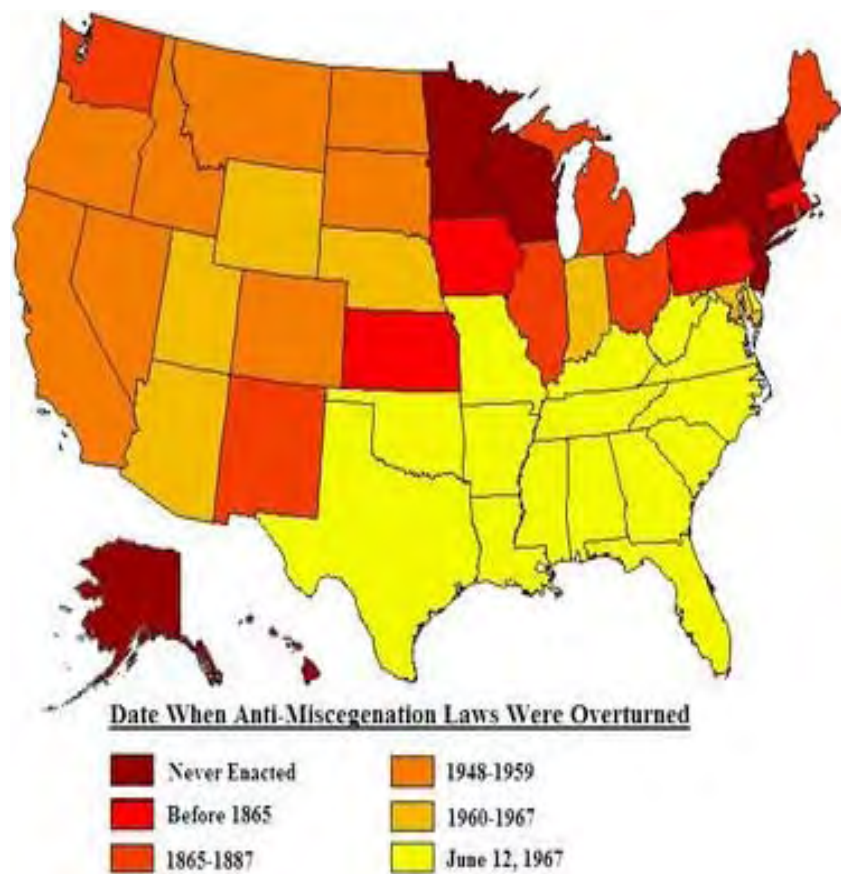 Date When Anti-Miscegenation Laws Were Overturned
Never Enacted
Before 1865
1865-1887
1948-1959
1960-1967
June 12, 1967